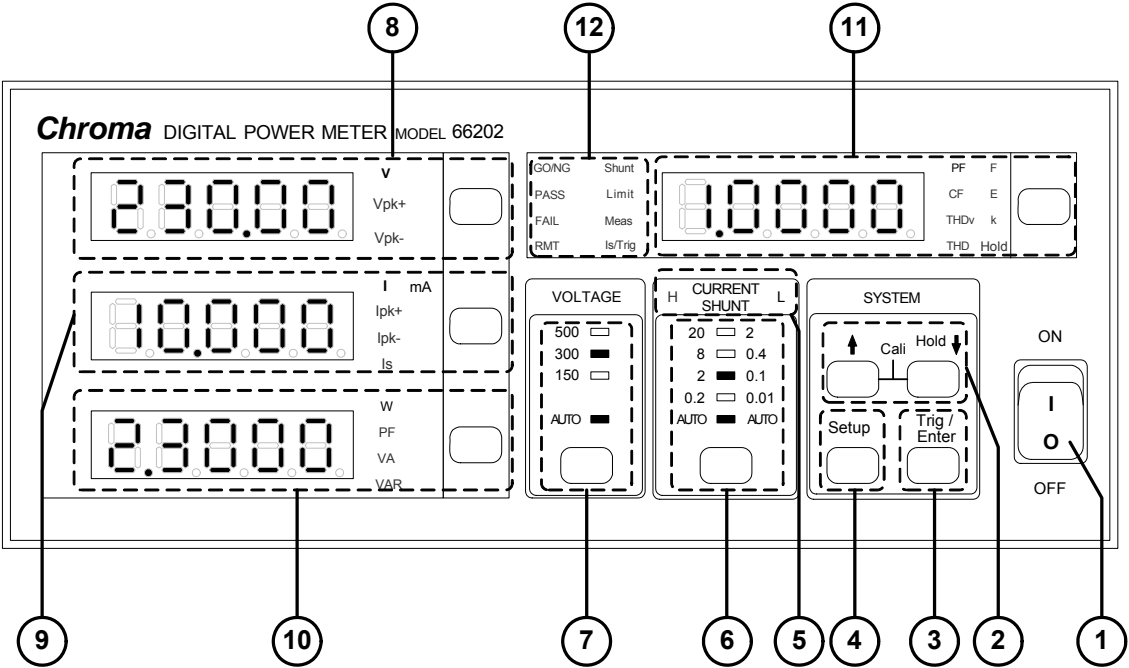 8
12
11
Chroma DIGITAL POWER METER MODEL 66202
230.00
V
Vpk+
Vpk-
10.000
I mA
Ipk+
Ipk-
Is
2.3000
W
PF
VA
VAR
GO/NG Shunt
PASS Limit
FAIL Meas
RMT Is/Trig
1.0000
PF F
CF E
THDv k
THD Hold
VOLTAGE
500
300
150
AUTO
H CURRENT SHUNT L
20 2
8 0.4
2 0.1
0.2 0.01
AUTO AUTO
SYSTEM
Cali
Hold
Setup
Trig /
Enter
ON
I
O
OFF
9
10
7
6
5
4
3
2
1